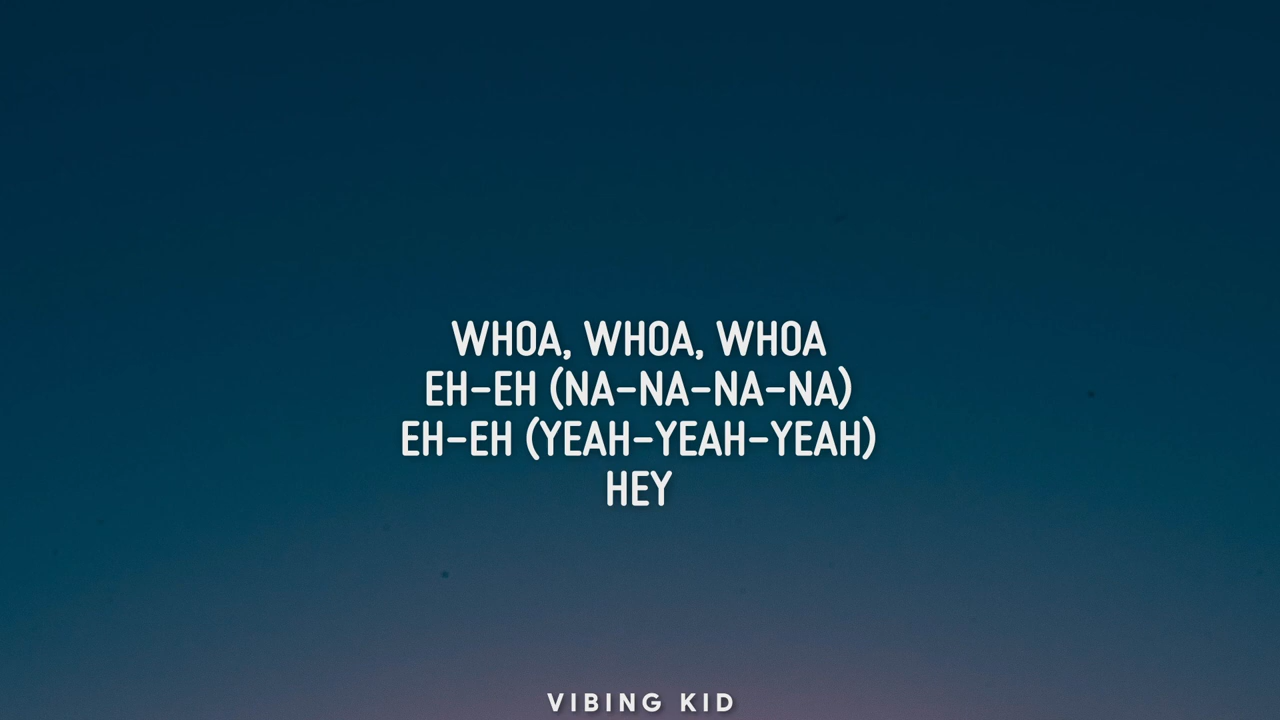 WHOA, WHOA, WHOA
EH-EH (NA-NA-NA-NA)
EH-EH (YEAH-YEAH-YEAH)
HEY
VIBING KID